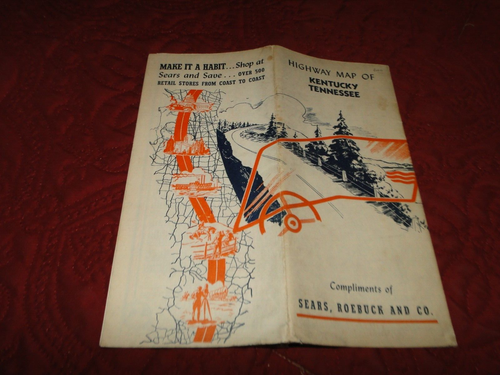 MAKE IT A HABIT... Shop at
Sears and Save... OVER 500
RETAIL STORES FROM COAST TO COAST
HIGHWAY MAP OF
KENTUCKY
TENNESSEE
Compliments of
SEARS, ROEBUCK AND CO.